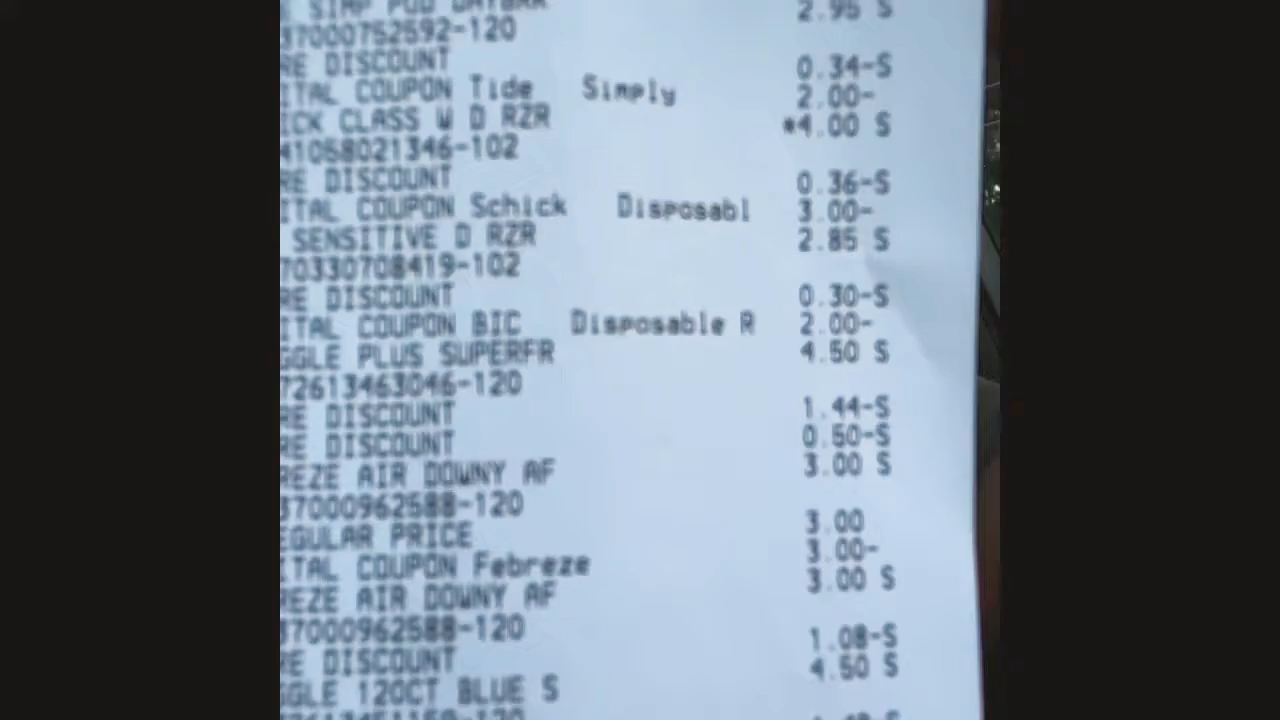 SIMP POD DAYBRK 2.95 S
37000752592-120
RE DISCOUNT 0.34-S
ITAL COUPON Tide Simply 2.00-
ICK CLASS W D RZR *4.00 S
41058021346-102
RE DISCOUNT 0.36-S
ITAL COUPON Schick Disposabl 3.00-
SENSITIVE D RZR 2.85 S
70330708419-102
RE DISCOUNT 0.30-S
ITAL COUPON BIC Disposable R 2.00-
GGLE PLUS SUPERFR 4.50 S
72613463046-120
RE DISCOUNT 1.44-S
RE DISCOUNT 0.50-S
REZE AIR DOWNY AF 3.00 S
37000962588-120
EGULAR PRICE 3.00
ITAL COUPON Febreze 3.00-
REZE AIR DOWNY AF 3.00 S
37000962588-120
RE DISCOUNT 1.08-S
GGLE 120CT BLUE S 4.50 S